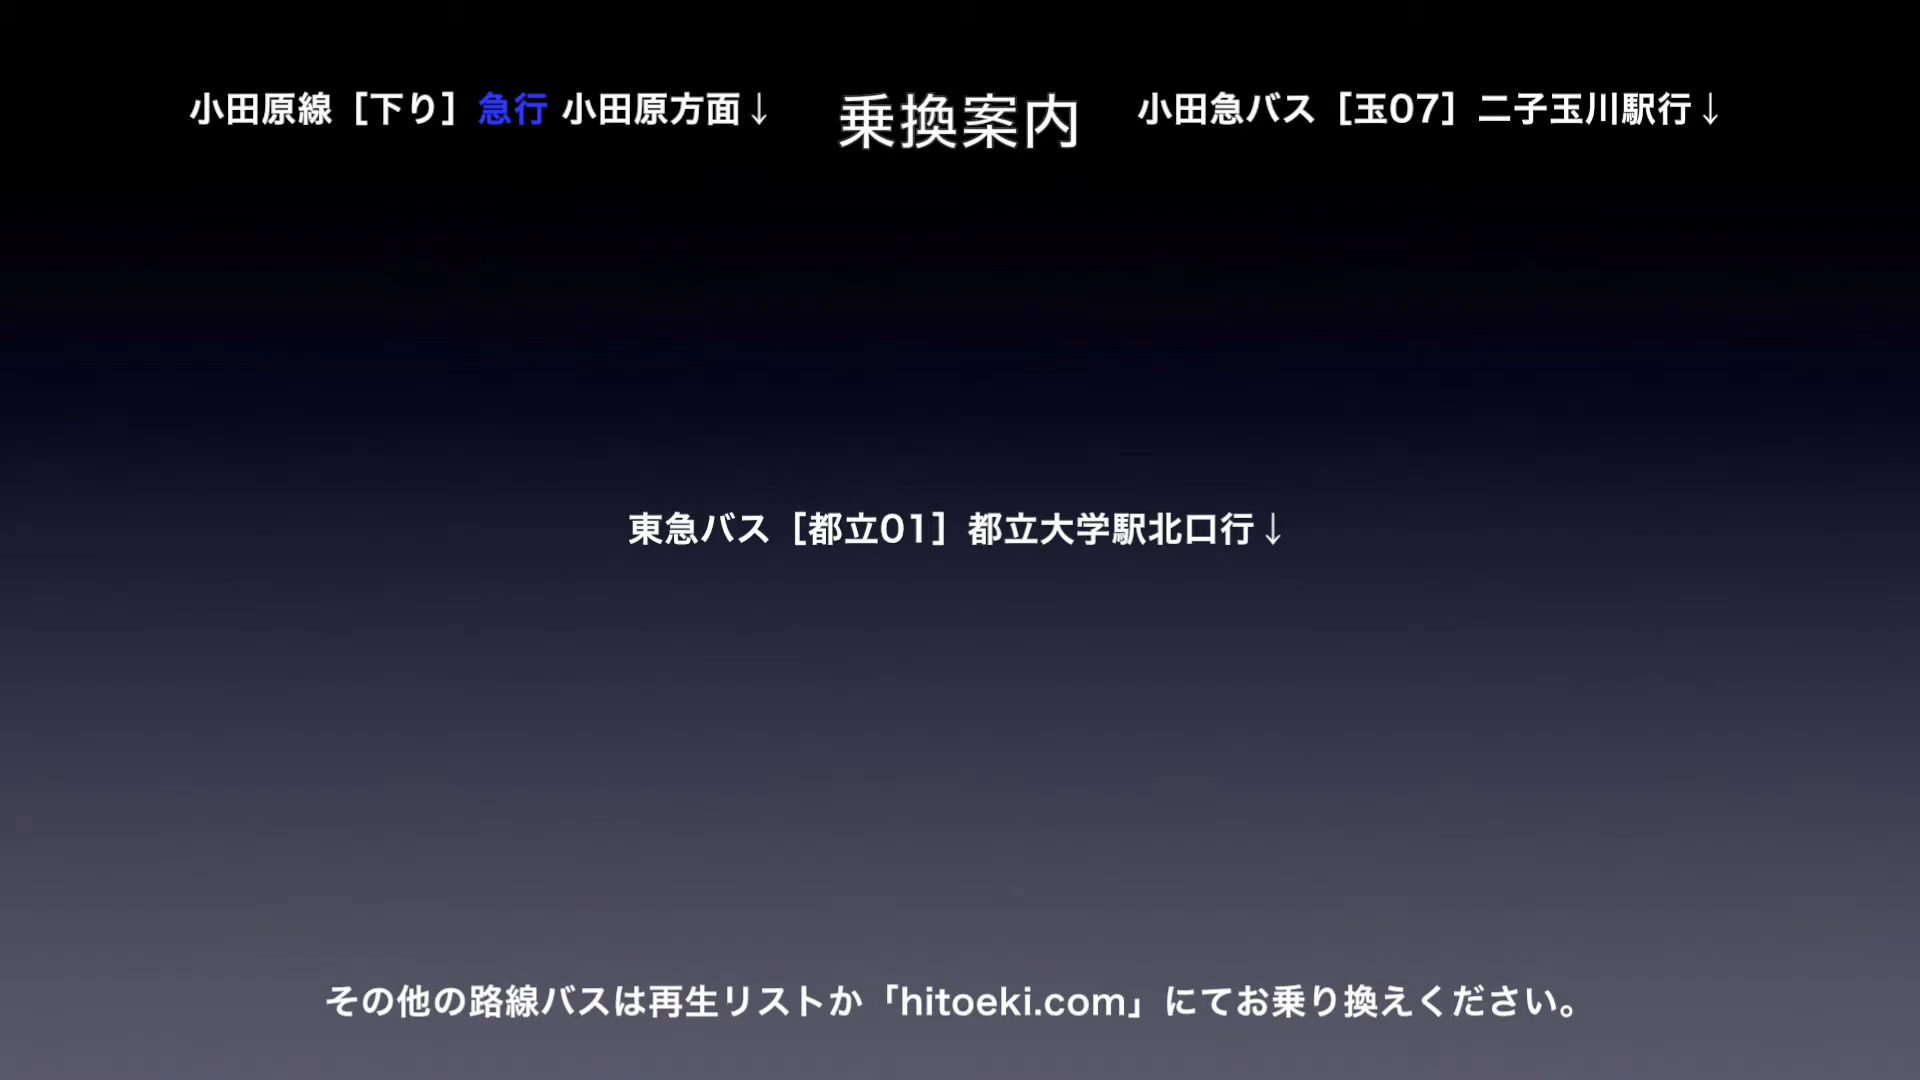 小田原線［下り］急行 小田原方面↓
乗換案内
小田急バス［玉07］二子玉川駅行↓
東急バス［都立01］都立大学駅北口行↓
その他の路線バスは再生リストか「hitoeki.com」にてお乗り換えください。